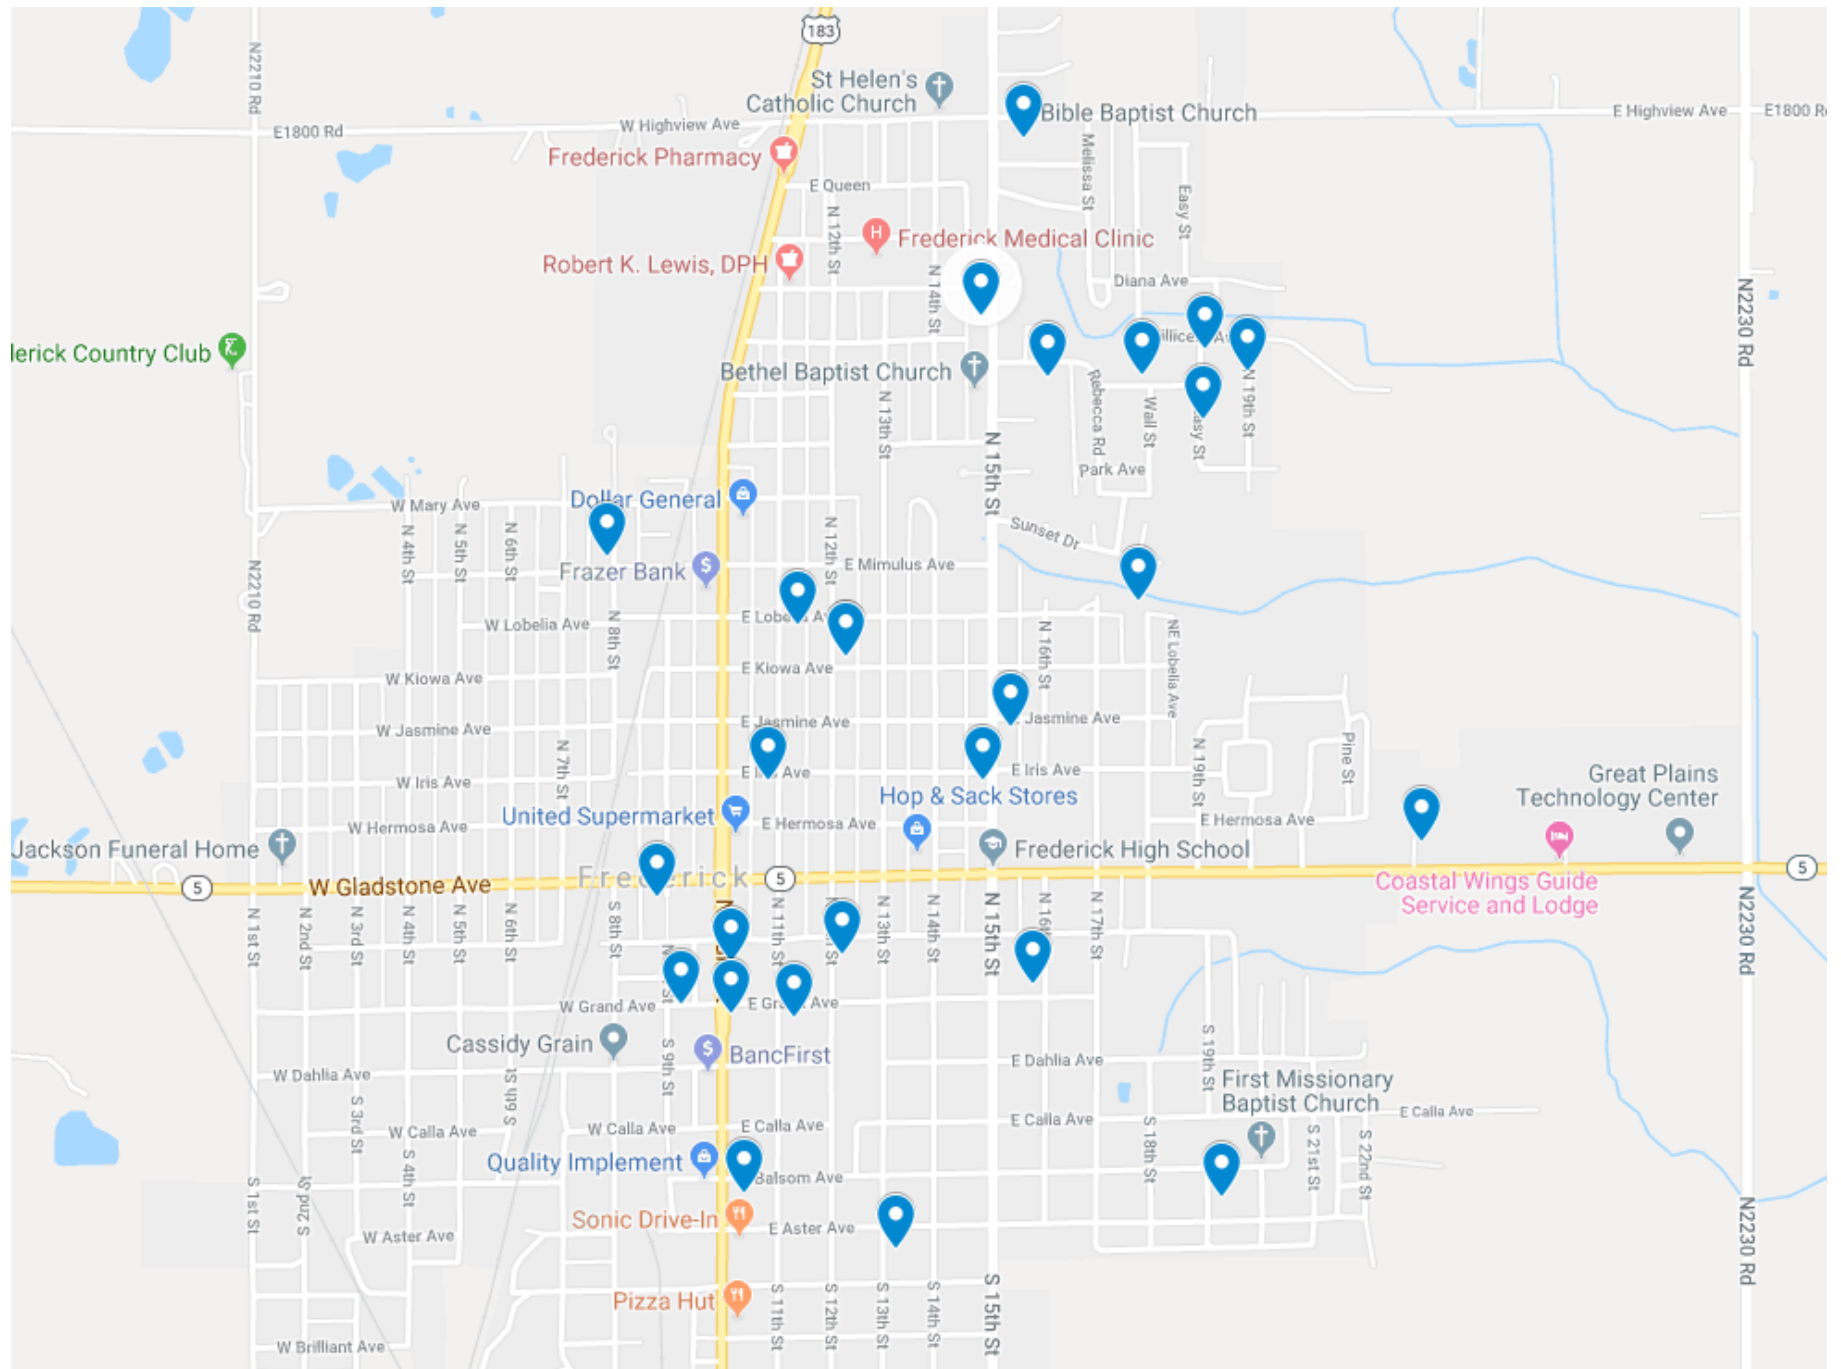 183
N2210 Rd
St Helen's
Catholic Church
Bible Baptist Church
E Highview Ave
E1800 R
E1800 Rd
W Highview Ave
Frederick Pharmacy
Melissa St
E Queen
Easy St
N 12th St
H
Frederick Medical Clinic
Robert K. Lewis, DPH
N 14th St
Diana Ave
N2230 Rd
lerick Country Club
Bethel Baptist Church
Rebecca Rd
Wall St
N 19th St
N 13th St
N 15th St
Park Ave
W Mary Ave
Dollar General
N 4th St
N 5th St
N 6th St
N 12th St
Sunset Dr
Frazer Bank
E Mimulus Ave
N2210 Rd
N 8th St
W Lobelia Ave
N 16th St
NE Lobelia Ave
E Kiowa Ave
W Kiowa Ave
E Jasmine Ave
Jasmine Ave
W Jasmine Ave
N 7th St
N 19th St
Pine St
E Iris Ave
W Iris Ave
Great Plains
Technology Center
Hop & Sack Stores
United Supermarket
E Hermosa Ave
E Hermosa Ave
W Hermosa Ave
Jackson Funeral Home
Frederick High School
Frederick
5
5
5
W Gladstone Ave
Coastal Wings Guide
Service and Lodge
N 1st St
N 2nd St
N 3rd St
N 4th St
N 5th St
N 6th St
S 8th St
N 11th St
N 13th St
N 14th St
N 15th St
N 17th St
N2230 Rd
W Grand Ave
Cassidy Grain
BancFirst
S 9th St
E Dahlia Ave
S 19th St
W Dahlia Ave
First Missionary
Baptist Church
S 6th St
S 3rd St
E Calla Ave
E Calla Ave
E Calla Ave
W Calla Ave
W Calla Ave
S 18th St
S 21st St
S 22nd St
Quality Implement
Balsom Ave
S 1st St
S 2nd St
S 4th St
Sonic Drive-In
E Aster Ave
W Aster Ave
N2230 Rd
Pizza Hut
S 11th St
S 12th St
S 13th St
S 14th St
S 15th St
W Brilliant Ave